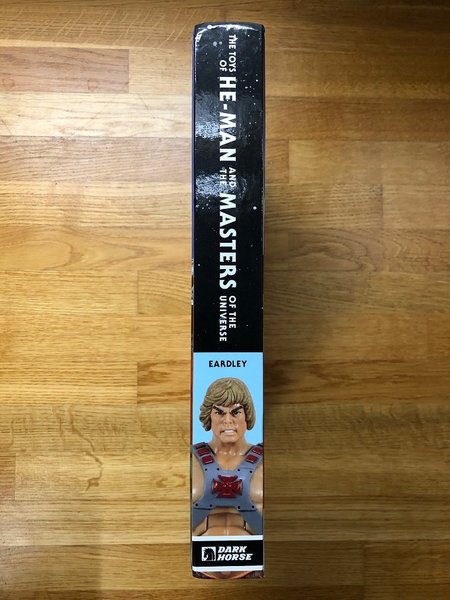 THE TOYS
OF
HE-MAN
AND
THE
MASTERS
OF THE
UNIVERSE
EARDLEY
DARK
HORSE